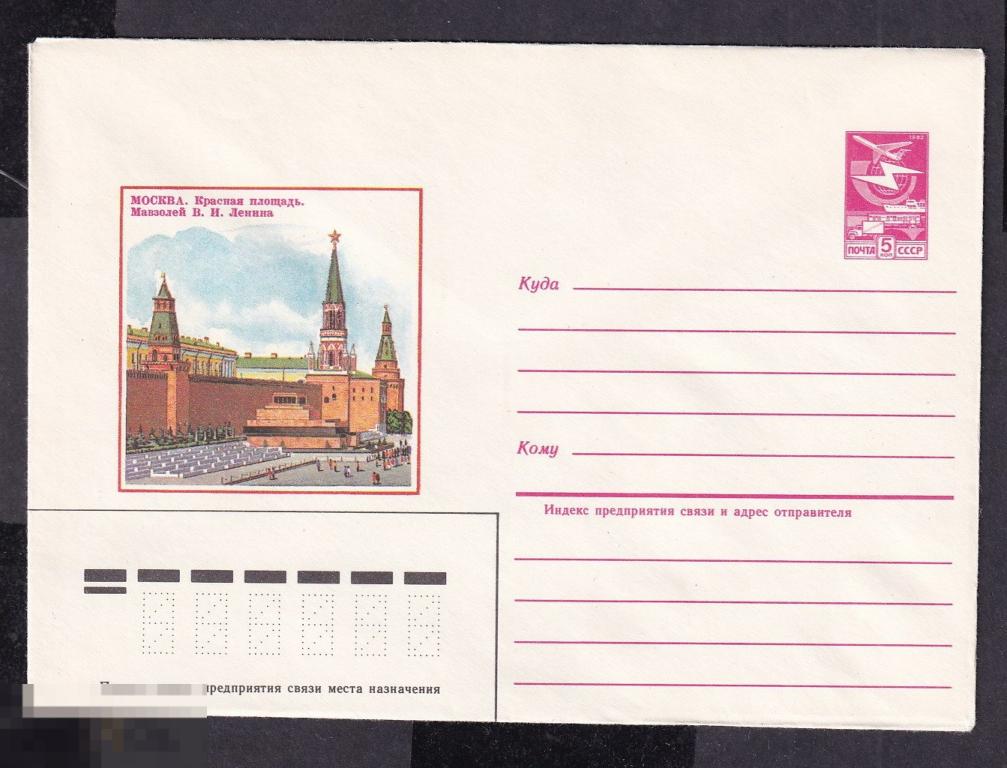 МОСКВА. Красная площадь.
Мавзолей В. И. Ленина
1982
ПОЧТА 5 коп СССР
Куда
Кому
Индекс предприятия связи и адрес отправителя
предприятия связи места назначения